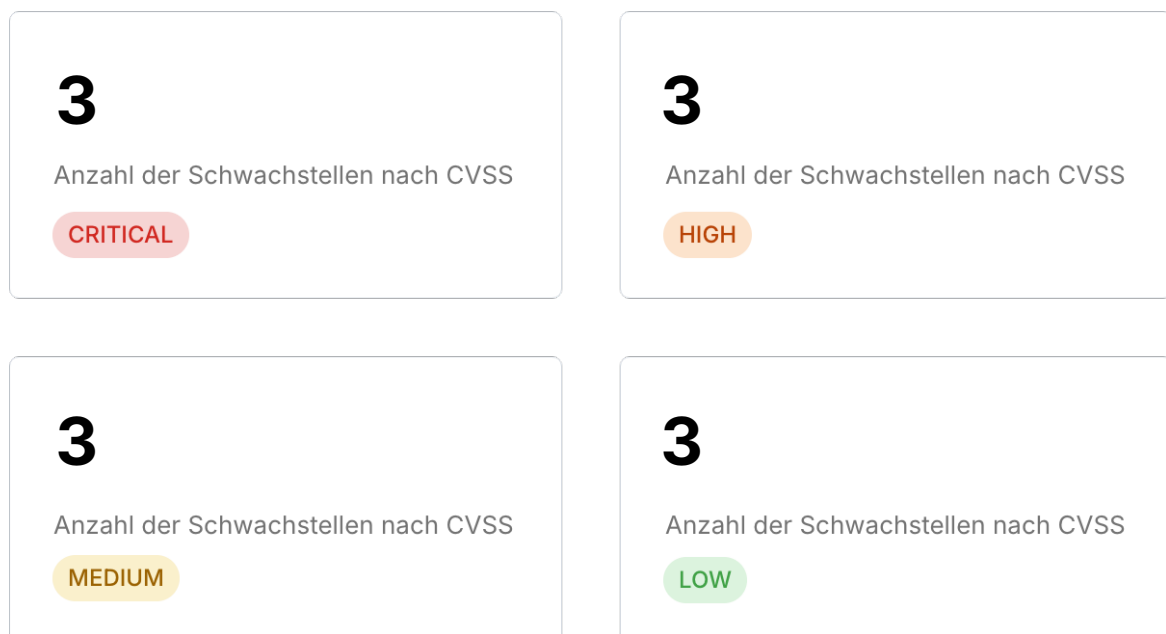 3
Anzahl der Schwachstellen nach CVSS
CRITICAL
3
Anzahl der Schwachstellen nach CVSS
HIGH
3
Anzahl der Schwachstellen nach CVSS
MEDIUM
3
Anzahl der Schwachstellen nach CVSS
LOW